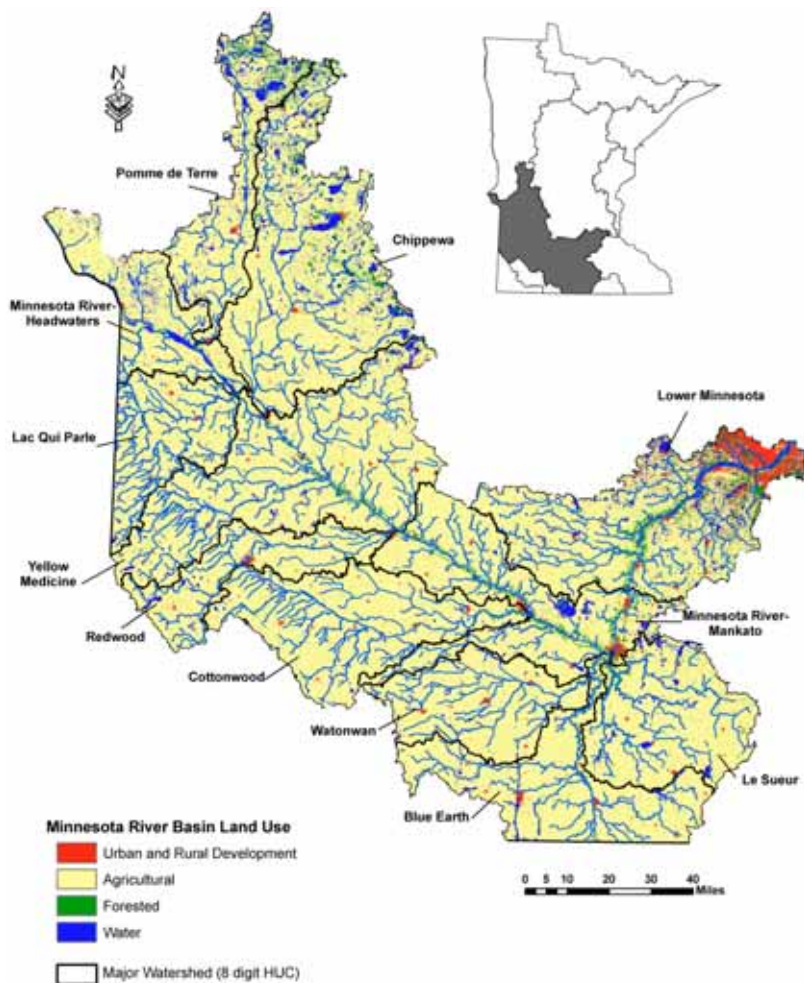 N
Pomme de Terre
Chippewa
Minnesota River-
Headwaters
Lower Minnesota
Lac Qui Parle
Yellow
Medicine
Redwood
Minnesota River-
Mankato
Cottonwood
Watonwan
Le Sueur
Blue Earth
Minnesota River Basin Land Use
Urban and Rural Development
Agricultural
Forested
Water
Major Watershed (8 digit HUC)
0 5 10 20 30 40
Miles